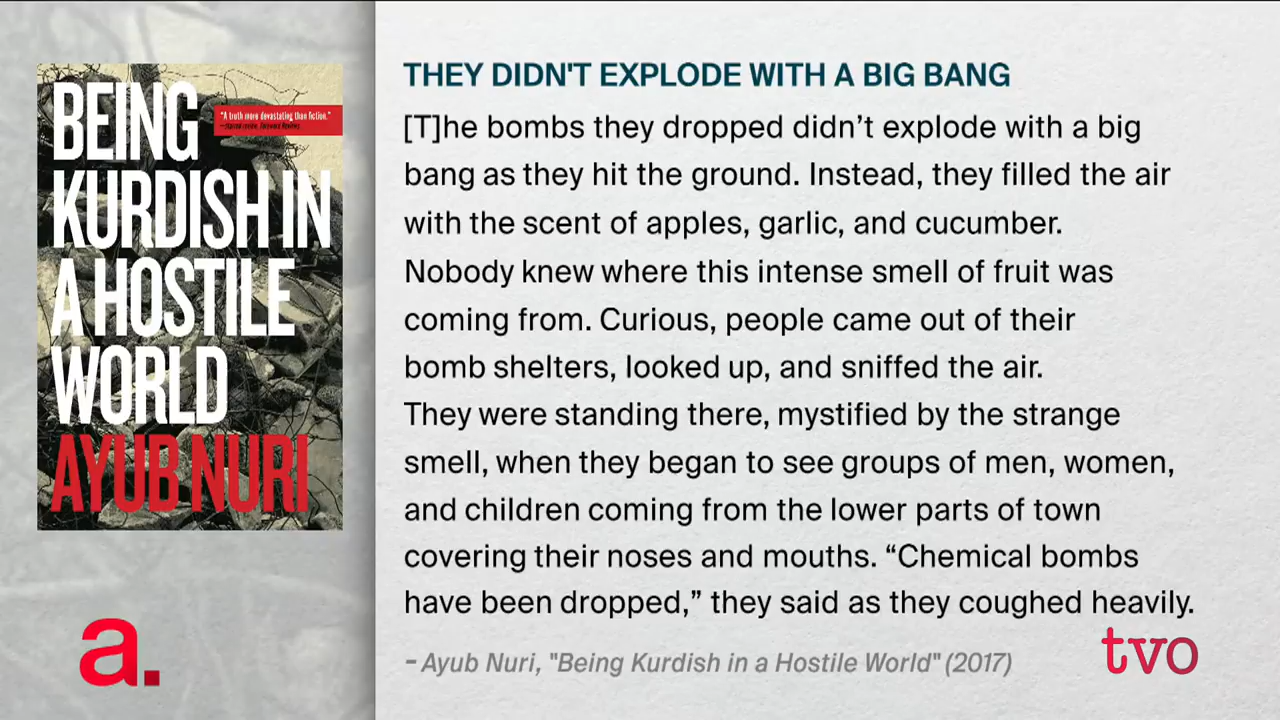 BEING
"A truth more devastating than fiction."
—Starred review, Foreword Reviews
KURDISH IN
A HOSTILE
WORLD
AYUB NURI
a.
THEY DIDN'T EXPLODE WITH A BIG BANG
[T]he bombs they dropped didn’t explode with a big
bang as they hit the ground. Instead, they filled the air
with the scent of apples, garlic, and cucumber.
Nobody knew where this intense smell of fruit was
coming from. Curious, people came out of their
bomb shelters, looked up, and sniffed the air.
They were standing there, mystified by the strange
smell, when they began to see groups of men, women,
and children coming from the lower parts of town
covering their noses and mouths. “Chemical bombs
have been dropped,” they said as they coughed heavily.
– Ayub Nuri, "Being Kurdish in a Hostile World" (2017)
tvo